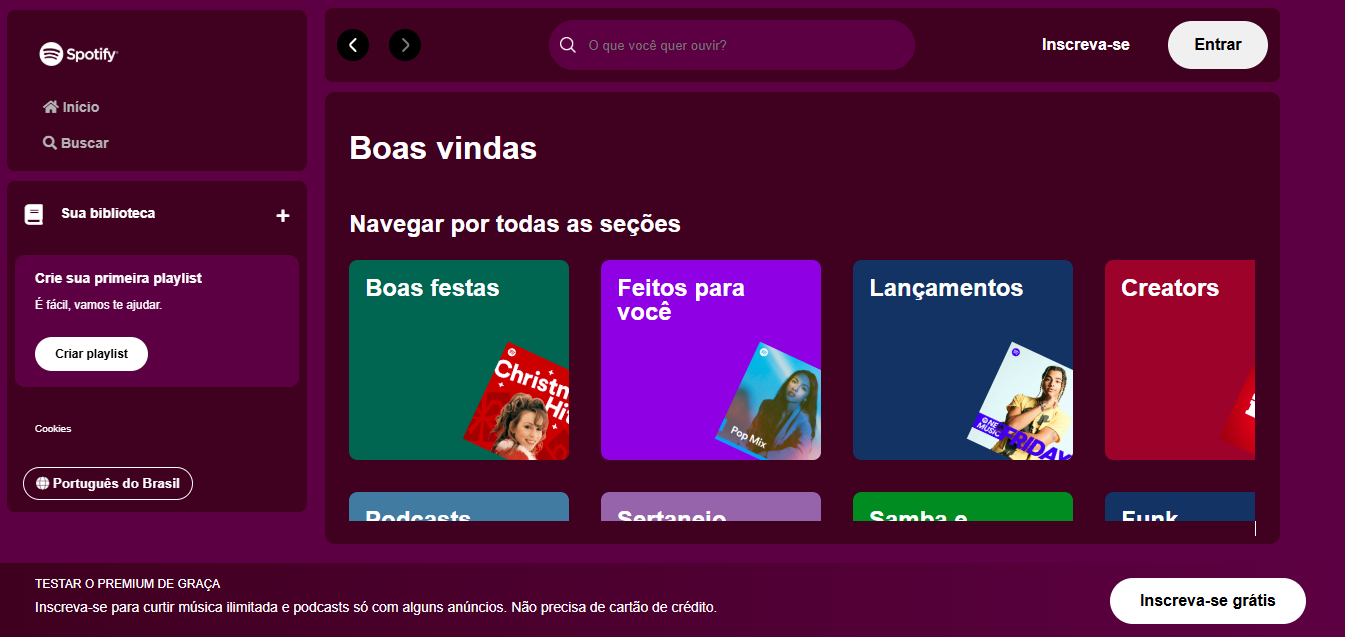 Spotify
Início
Buscar
Sua biblioteca
+
Crie sua primeira playlist
É fácil, vamos te ajudar.
Criar playlist
Cookies
Português do Brasil
O que você quer ouvir?
Inscreva-se
Entrar
Boas vindas
Navegar por todas as seções
Boas festas
Christm
Hit
Feitos para
você
Pop Mix
Lançamentos
NE
MUSIC
FRIDAY
Creators
Podcasts
Sertanejo
Samba e
Funk
TESTAR O PREMIUM DE GRAÇA
Inscreva-se para curtir música ilimitada e podcasts só com alguns anúncios. Não precisa de cartão de crédito.
Inscreva-se grátis